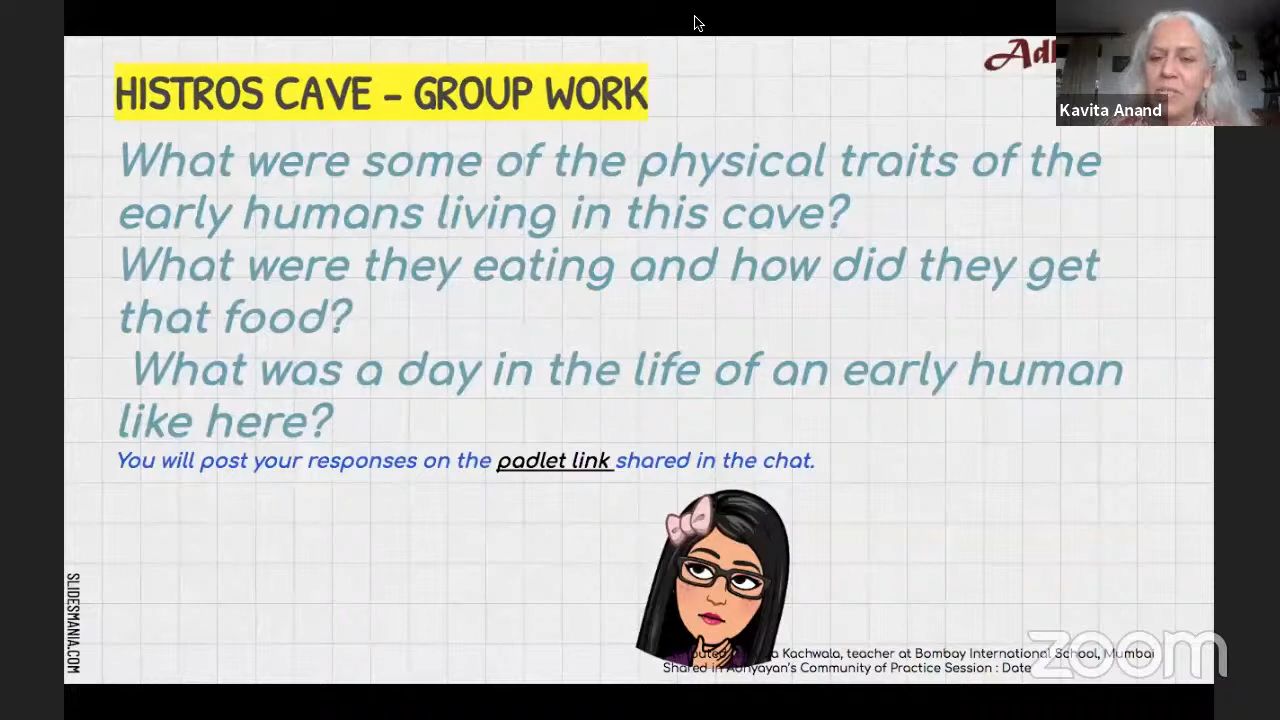 HISTROS CAVE - GROUP WORK
Kavita Anand
What were some of the physical traits of the
early humans living in this cave?
What were they eating and how did they get
that food?
What was a day in the life of an early human
like here?
You will post your responses on the padlet link shared in the chat.
SLIDESMANIA.COM
Kachwala, teacher at Bombay International School, Mumbai
Shared in Adhyayan's Community of Practice Session : Date
zoom